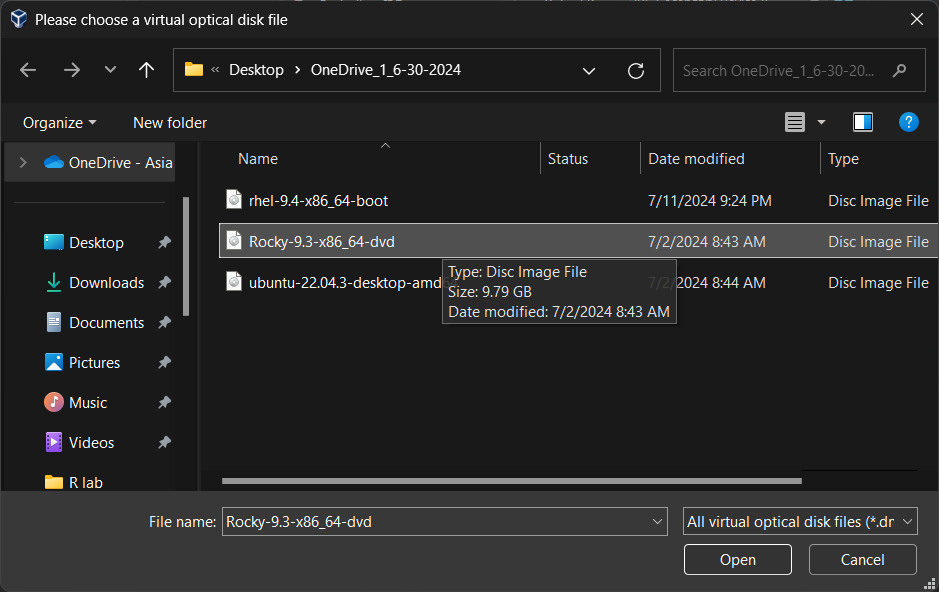 Please choose a virtual optical disk file
« Desktop › OneDrive_1_6-30-2024
Search OneDrive_1_6-30-20...
Organize
New folder
OneDrive - Asia
Name
Status
Date modified
Type
rhel-9.4-x86_64-boot
7/11/2024 9:24 PM
Disc Image File
Rocky-9.3-x86_64-dvd
7/2/2024 8:43 AM
Disc Image File
ubuntu-22.04.3-desktop-amd
7/2/2024 8:44 AM
Disc Image File
Type: Disc Image File
Size: 9.79 GB
Date modified: 7/2/2024 8:43 AM
Desktop
Downloads
Documents
Pictures
Music
Videos
R lab
File name:
Rocky-9.3-x86_64-dvd
All virtual optical disk files (*.dr
Open
Cancel